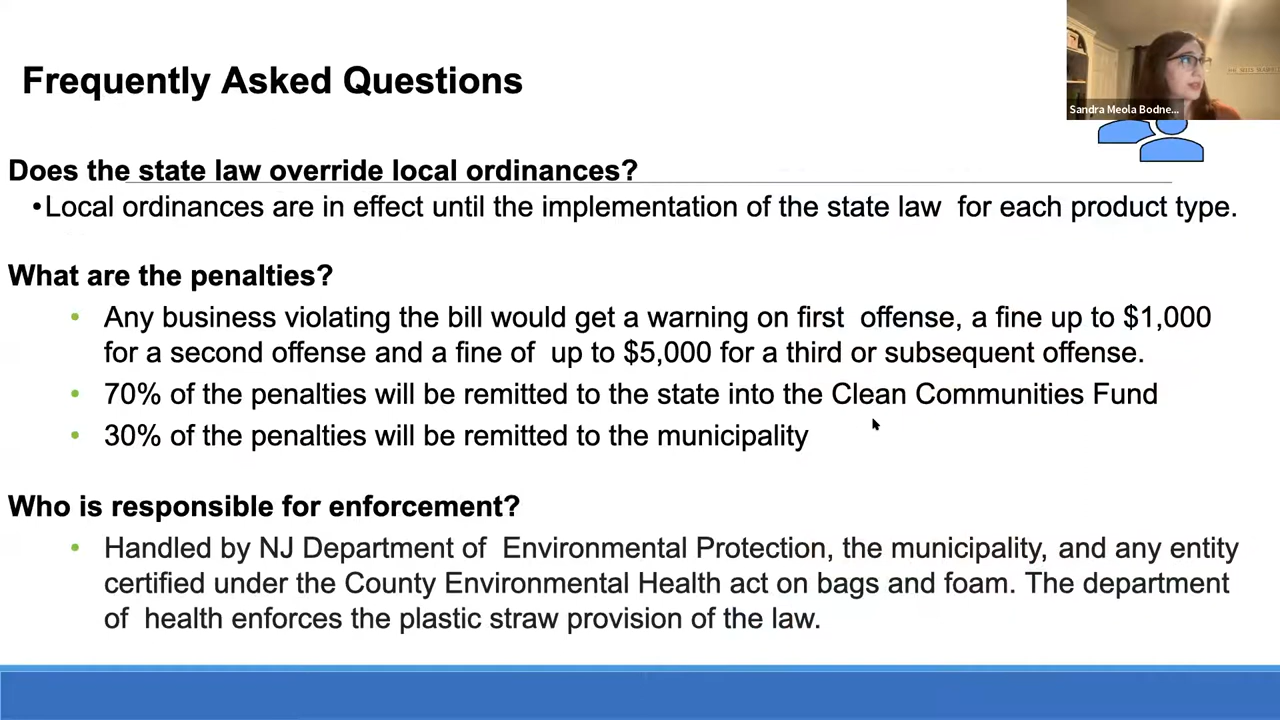 Frequently Asked Questions
Sandra Meola Bodne...
Does the state law override local ordinances?
•Local ordinances are in effect until the implementation of the state law for each product type.
What are the penalties?
• Any business violating the bill would get a warning on first offense, a fine up to $1,000
for a second offense and a fine of up to $5,000 for a third or subsequent offense.
• 70% of the penalties will be remitted to the state into the Clean Communities Fund
• 30% of the penalties will be remitted to the municipality
Who is responsible for enforcement?
• Handled by NJ Department of Environmental Protection, the municipality, and any entity
certified under the County Environmental Health act on bags and foam. The department
of health enforces the plastic straw provision of the law.